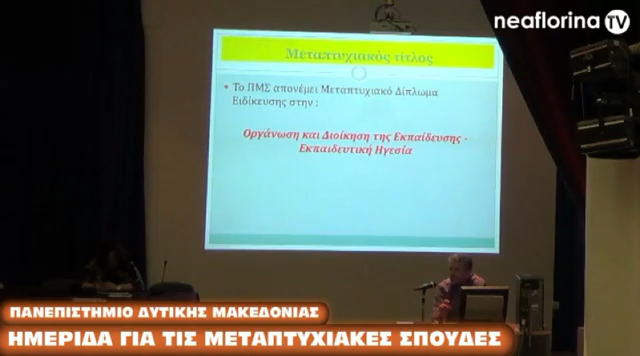 neaflorina TV
Μεταπτυχιακός τίτλος
• Το ΠΜΣ απονέμει Μεταπτυχιακό Δίπλωμα
Ειδίκευσης στην :
Οργάνωση και Διοίκηση της Εκπαίδευσης -
Εκπαιδευτική Ηγεσία
ΠΑΝΕΠΙΣΤΗΜΙΟ ΔΥΤΙΚΗΣ ΜΑΚΕΔΟΝΙΑΣ
ΗΜΕΡΙΔΑ ΓΙΑ ΤΙΣ ΜΕΤΑΠΤΥΧΙΑΚΕΣ ΣΠΟΥΔΕΣ